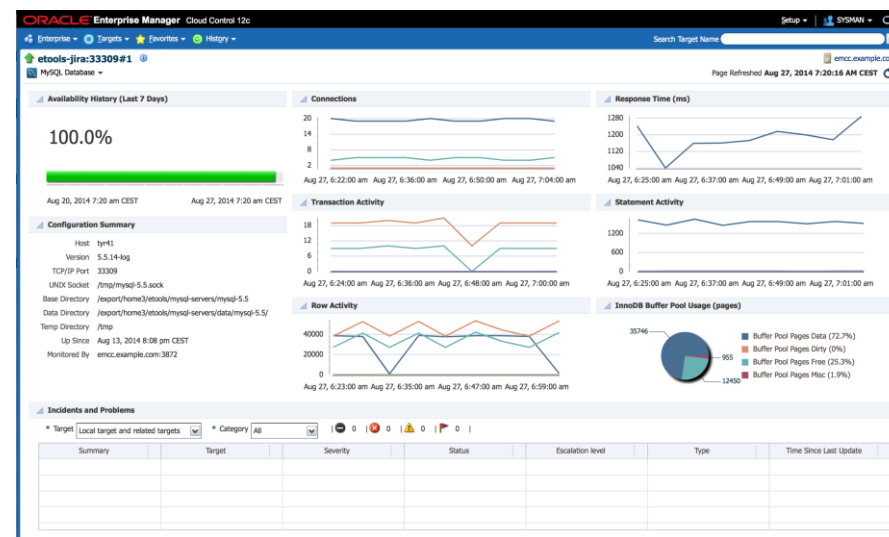 ORACLE Enterprise Manager Cloud Control 12c
Setup SYSMAN
Enterprise Targets Favorites History
Search Target Name
etools-jira:33309#1
emcc.example.co
MySQL Database
Page Refreshed Aug 27, 2014 7:20:16 AM CEST
Availability History (Last 7 Days)
100.0%
Aug 20, 2014 7:20 am CEST Aug 27, 2014 7:20 am CEST
Configuration Summary
Host tyr41
Version 5.5.14-log
TCP/IP Port 33309
UNIX Socket /tmp/mysql-5.5.sock
Base Directory /export/home3/etools/mysql-servers/mysql-5.5
Data Directory /export/home3/etools/mysql-servers/data/mysql-5.5/
Temp Directory /tmp
Up Since Aug 13, 2014 8:08 pm CEST
Monitored By emcc.example.com:3872
Connections
20
14
8
2
Aug 27, 6:22:00 am Aug 27, 6:36:00 am Aug 27, 6:50:00 am Aug 27, 7:04:00 am
Transaction Activity
18
12
6
0
Aug 27, 6:24:00 am Aug 27, 6:36:00 am Aug 27, 6:48:00 am Aug 27, 7:00:00 am
Row Activity
40000
20000
0
Aug 27, 6:23:00 am Aug 27, 6:35:00 am Aug 27, 6:47:00 am Aug 27, 6:59:00 am
Response Time (ms)
1280
1200
1120
1040
Aug 27, 6:25:00 am Aug 27, 6:37:00 am Aug 27, 6:49:00 am Aug 27, 7:01:00 am
Statement Activity
1200
600
0
Aug 27, 6:25:00 am Aug 27, 6:37:00 am Aug 27, 6:49:00 am Aug 27, 7:01:00 am
InnoDB Buffer Pool Usage (pages)
35746
955
12450
Buffer Pool Pages Data (72.7%)
Buffer Pool Pages Dirty (0%)
Buffer Pool Pages Free (25.3%)
Buffer Pool Pages Misc (1.9%)
Incidents and Problems
* Target Local target and related targets * Category All | 0 | 0 | 0 | 0 |
Summary Target Severity Status Escalation level Type Time Since Last Update